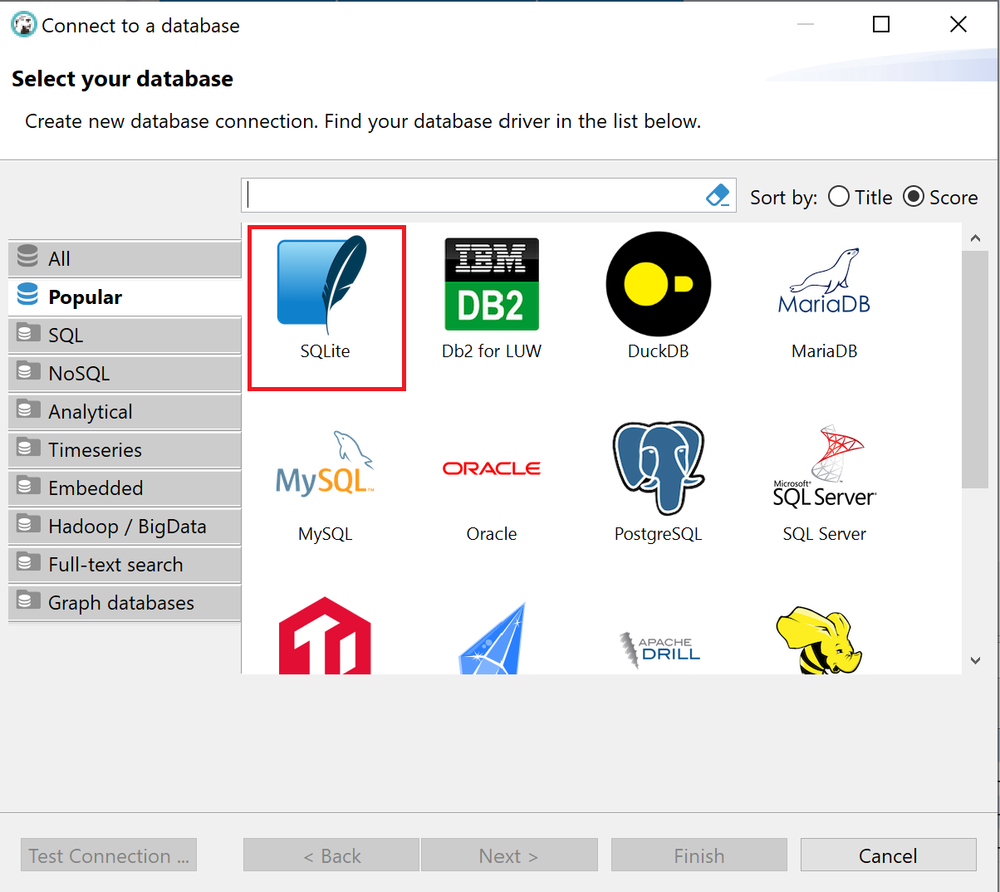 Connect to a database
Select your database
Create new database connection. Find your database driver in the list below.
Sort by: Title Score
All
Popular
SQL
NoSQL
Analytical
Timeseries
Embedded
Hadoop / BigData
Full-text search
Graph databases
SQLite
IBM
DB2
Db2 for LUW
DuckDB
MariaDB
MariaDB
MySQL™
MySQL
ORACLE
Oracle
PostgreSQL
Microsoft®
SQL Server
SQL Server
APACHE
DRILL
Test Connection ...
< Back
Next >
Finish
Cancel